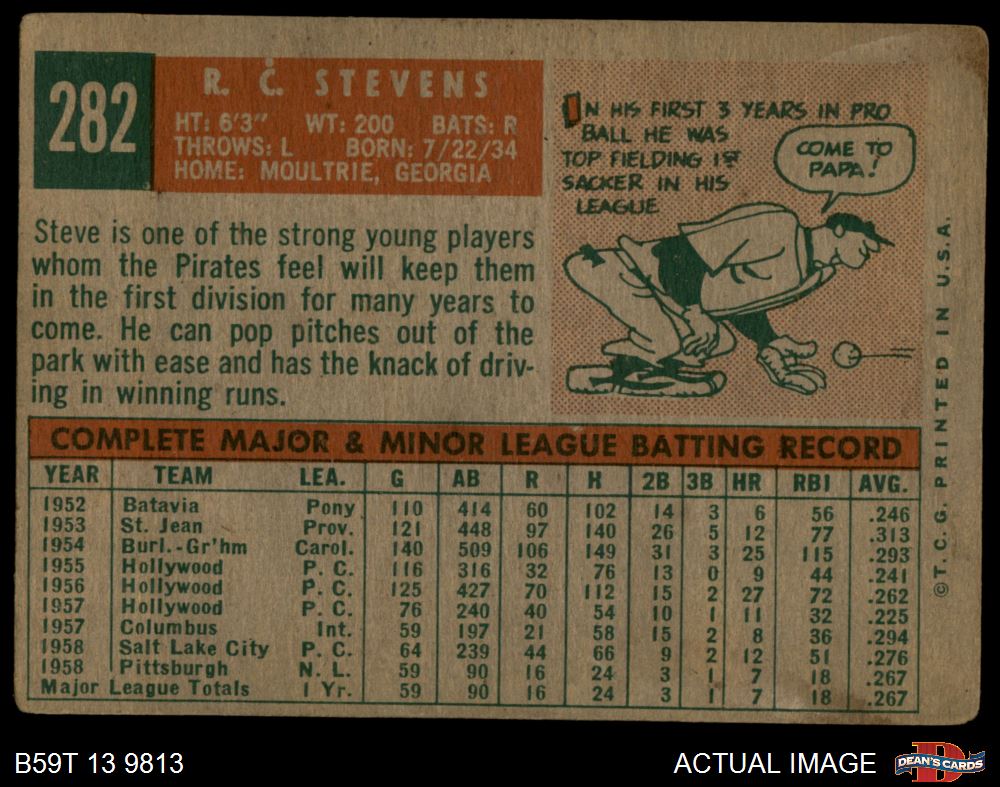 282
R. C. STEVENS
HT: 6'3" WT: 200 BATS: R
THROWS: L BORN: 7/22/34
HOME: MOULTRIE, GEORGIA
Steve is one of the strong young players
whom the Pirates feel will keep them
in the first division for many years to
come. He can pop pitches out of the
park with ease and has the knack of driv-
ing in winning runs.
IN HIS FIRST 3 YEARS IN PRO
BALL HE WAS
TOP FIELDING 1ST
SACKER IN HIS
LEAGUE
COME TO
PAPA!
COMPLETE MAJOR & MINOR LEAGUE BATTING RECORD
YEAR TEAM LEA. G AB R H 2B 3B HR RBI AVG.
1952 Batavia Pony 110 414 60 102 14 3 6 56 .246
1953 St. Jean Prov. 121 448 97 140 26 5 12 77 .313
1954 Burl.-Gr'hm Carol. 140 509 106 149 31 3 25 115 .293
1955 Hollywood P. C. 116 316 32 76 13 0 9 44 .241
1956 Hollywood P. C. 125 427 70 112 15 2 27 72 .262
1957 Hollywood P. C. 76 240 40 54 10 1 11 32 .225
1957 Columbus Int. 59 197 21 58 15 2 8 36 .294
1958 Salt Lake City P. C. 64 239 44 66 9 2 12 51 .276
1958 Pittsburgh N. L. 59 90 16 24 3 1 7 18 .267
Major League Totals 1 Yr. 59 90 16 24 3 1 7 18 .267
© T. C. G. PRINTED IN U.S.A.
B59T 13 9813
ACTUAL IMAGE
DEAN'S CARDS